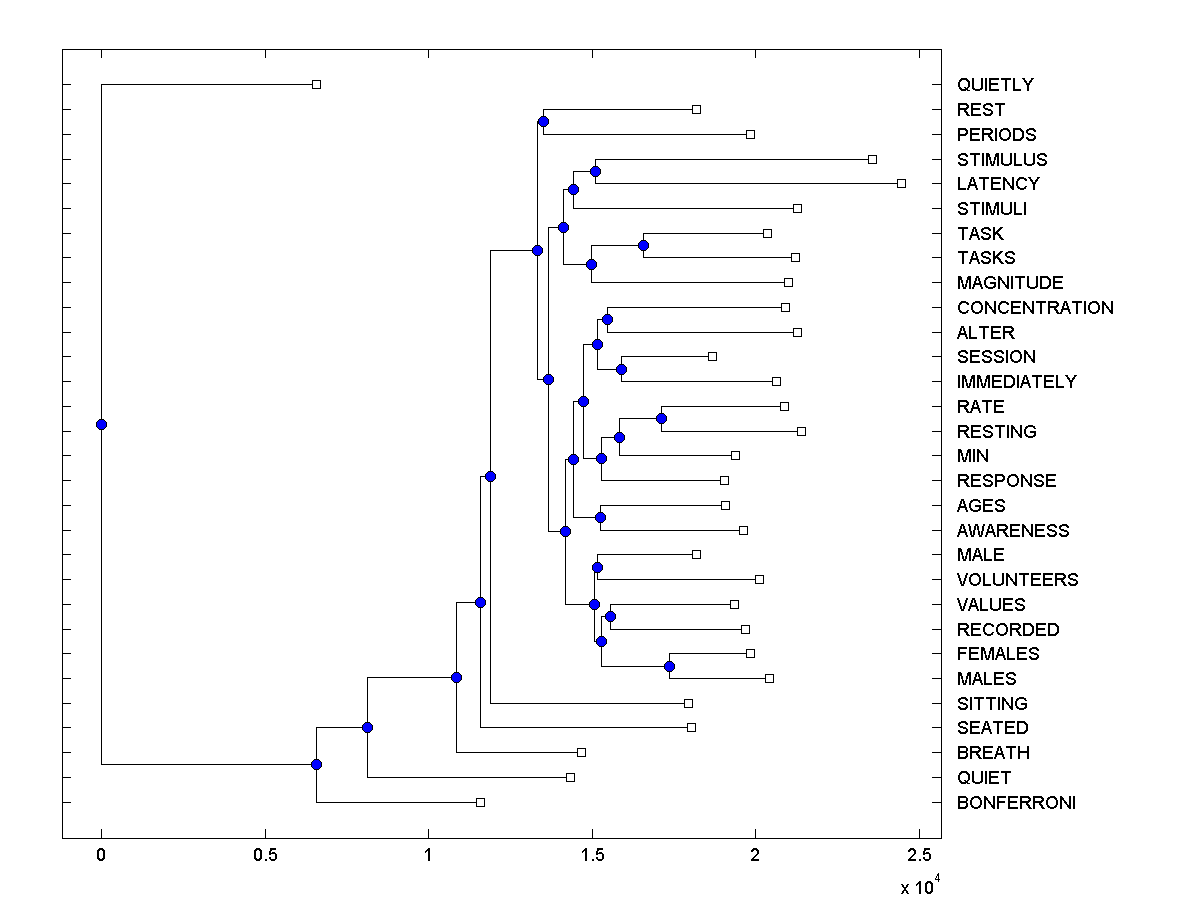 QUIETLY
REST
PERIODS
STIMULUS
LATENCY
STIMULI
TASK
TASKS
MAGNITUDE
CONCENTRATION
ALTER
SESSION
IMMEDIATELY
RATE
RESTING
MIN
RESPONSE
AGES
AWARENESS
MALE
VOLUNTEERS
VALUES
RECORDED
FEMALES
MALES
SITTING
SEATED
BREATH
QUIET
BONFERRONI
0 0.5 1 1.5 2 2.5
x 10^4